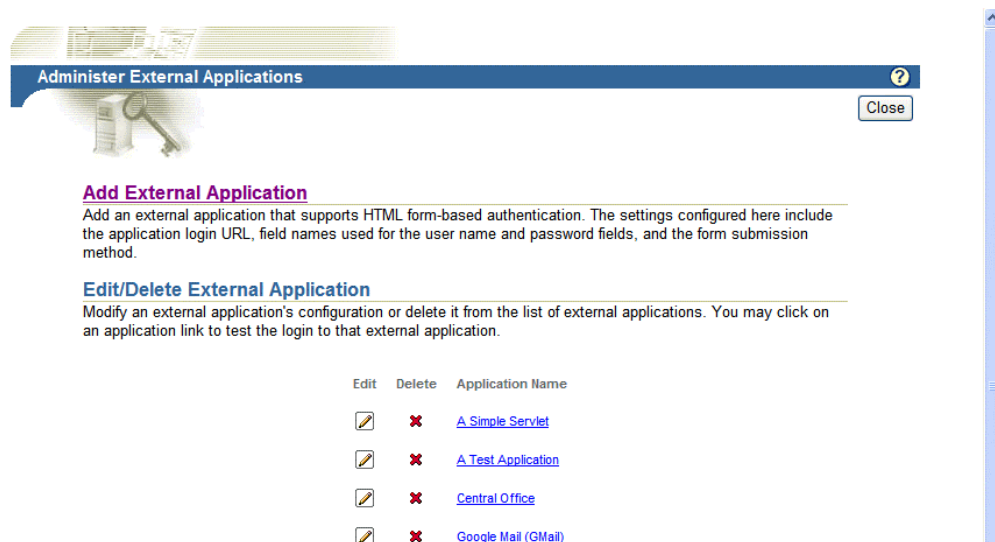 Administer External Applications
?
Close
Add External Application
Add an external application that supports HTML form-based authentication. The settings configured here include
the application login URL, field names used for the user name and password fields, and the form submission
method.
Edit/Delete External Application
Modify an external application's configuration or delete it from the list of external applications. You may click on
an application link to test the login to that external application.
Edit Delete Application Name
A Simple Servlet
A Test Application
Central Office
Google Mail (GMail)